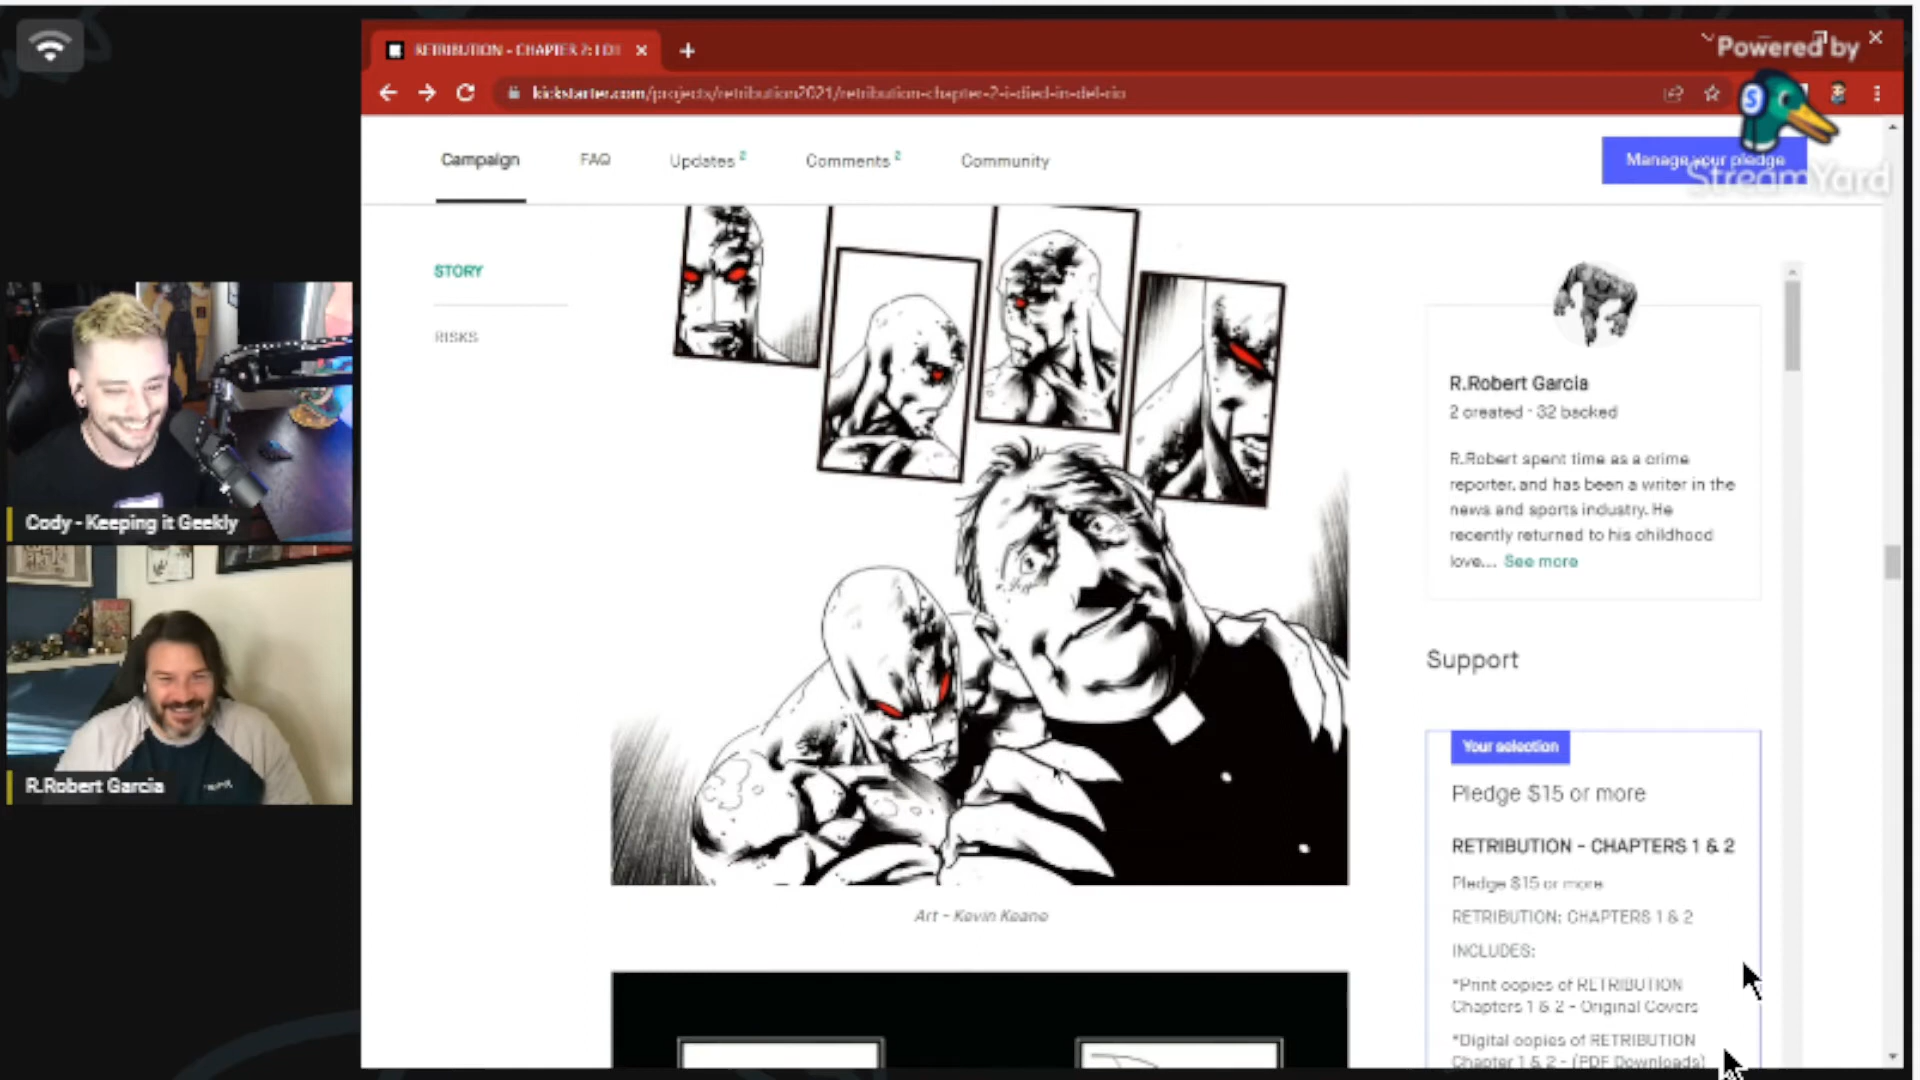 RETRIBUTION - CHAPTER 2: I DI
Powered by
kickstarter.com/projects/retribution2021/retribution-chapter-2-i-died-in-del-rio
Campaign
FAQ
Updates 2
Comments 2
Community
Manage your pledge
StreamYard
STORY
RISKS
R.Robert Garcia
2 created · 32 backed
R.Robert spent time as a crime
reporter, and has been a writer in the
news and sports industry. He
recently returned to his childhood
love... See more
Support
Your selection
Pledge $15 or more
RETRIBUTION - CHAPTERS 1 & 2
Pledge $15 or more
RETRIBUTION: CHAPTERS 1 & 2
INCLUDES:
*Print copies of RETRIBUTION
Chapters 1 & 2 - Original Covers
*Digital copies of RETRIBUTION
Chapter 1 & 2 - (PDF Downloads)
Art - Kevin Keane
Cody - Keeping it Geekly
R.Robert Garcia